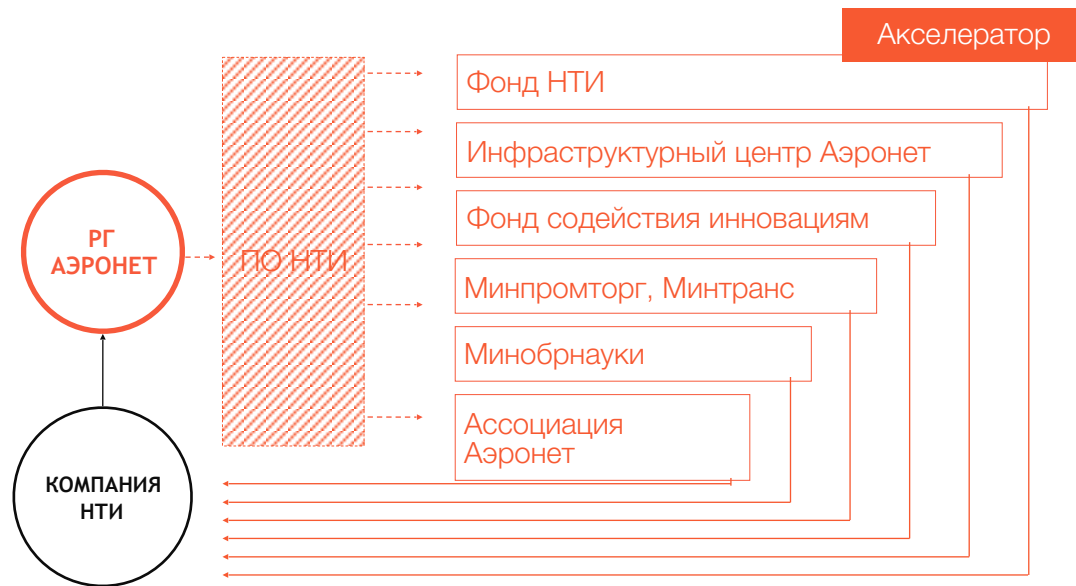 Акселератор
Фонд НТИ
Инфраструктурный центр Аэронет
Фонд содействия инновациям
РГ
АЭРОНЕТ
ПО НТИ
Минпромторг, Минтранс
Минобрнауки
Ассоциация
Аэронет
КОМПАНИЯ
НТИ